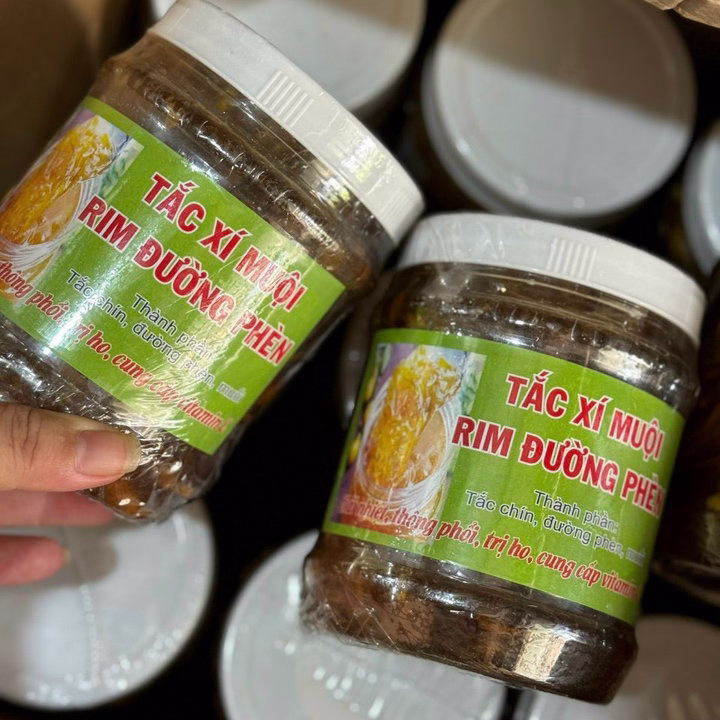 TẮC XÍ MUỘI
RIM ĐƯỜNG PHÈN
Thành phần:
Tắc chín, đường phèn, muối
thông phổi, trị ho, cung cấp vitamin
TẮC XÍ MUỘI
RIM ĐƯỜNG PHÈN
Thành phần:
Tắc chín, đường phèn, muối
nhiệt, thông phổi, trị ho, cung cấp vitamin